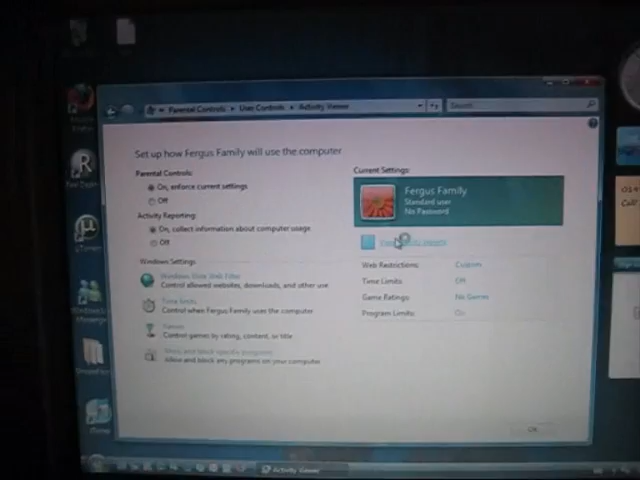 Parental Controls ▸ User Controls ▸ Activity Viewer
Search
Set up how Fergus Family will use the computer
Parental Controls:
On, enforce current settings
Off
Activity Reporting:
On, collect information about computer usage
Off
Windows Settings
Windows Vista Web Filter
Control allowed websites, downloads, and other use
Time limits
Control when Fergus Family uses the computer
Games
Control games by rating, content, or title
Allow and block specific programs
Allow and block any programs on your computer
Current Settings:
Fergus Family
Standard user
No Password
Web Restrictions: Custom
Time Limits: Off
Game Ratings: No Games
Program Limits: On
OK
Activity Viewer